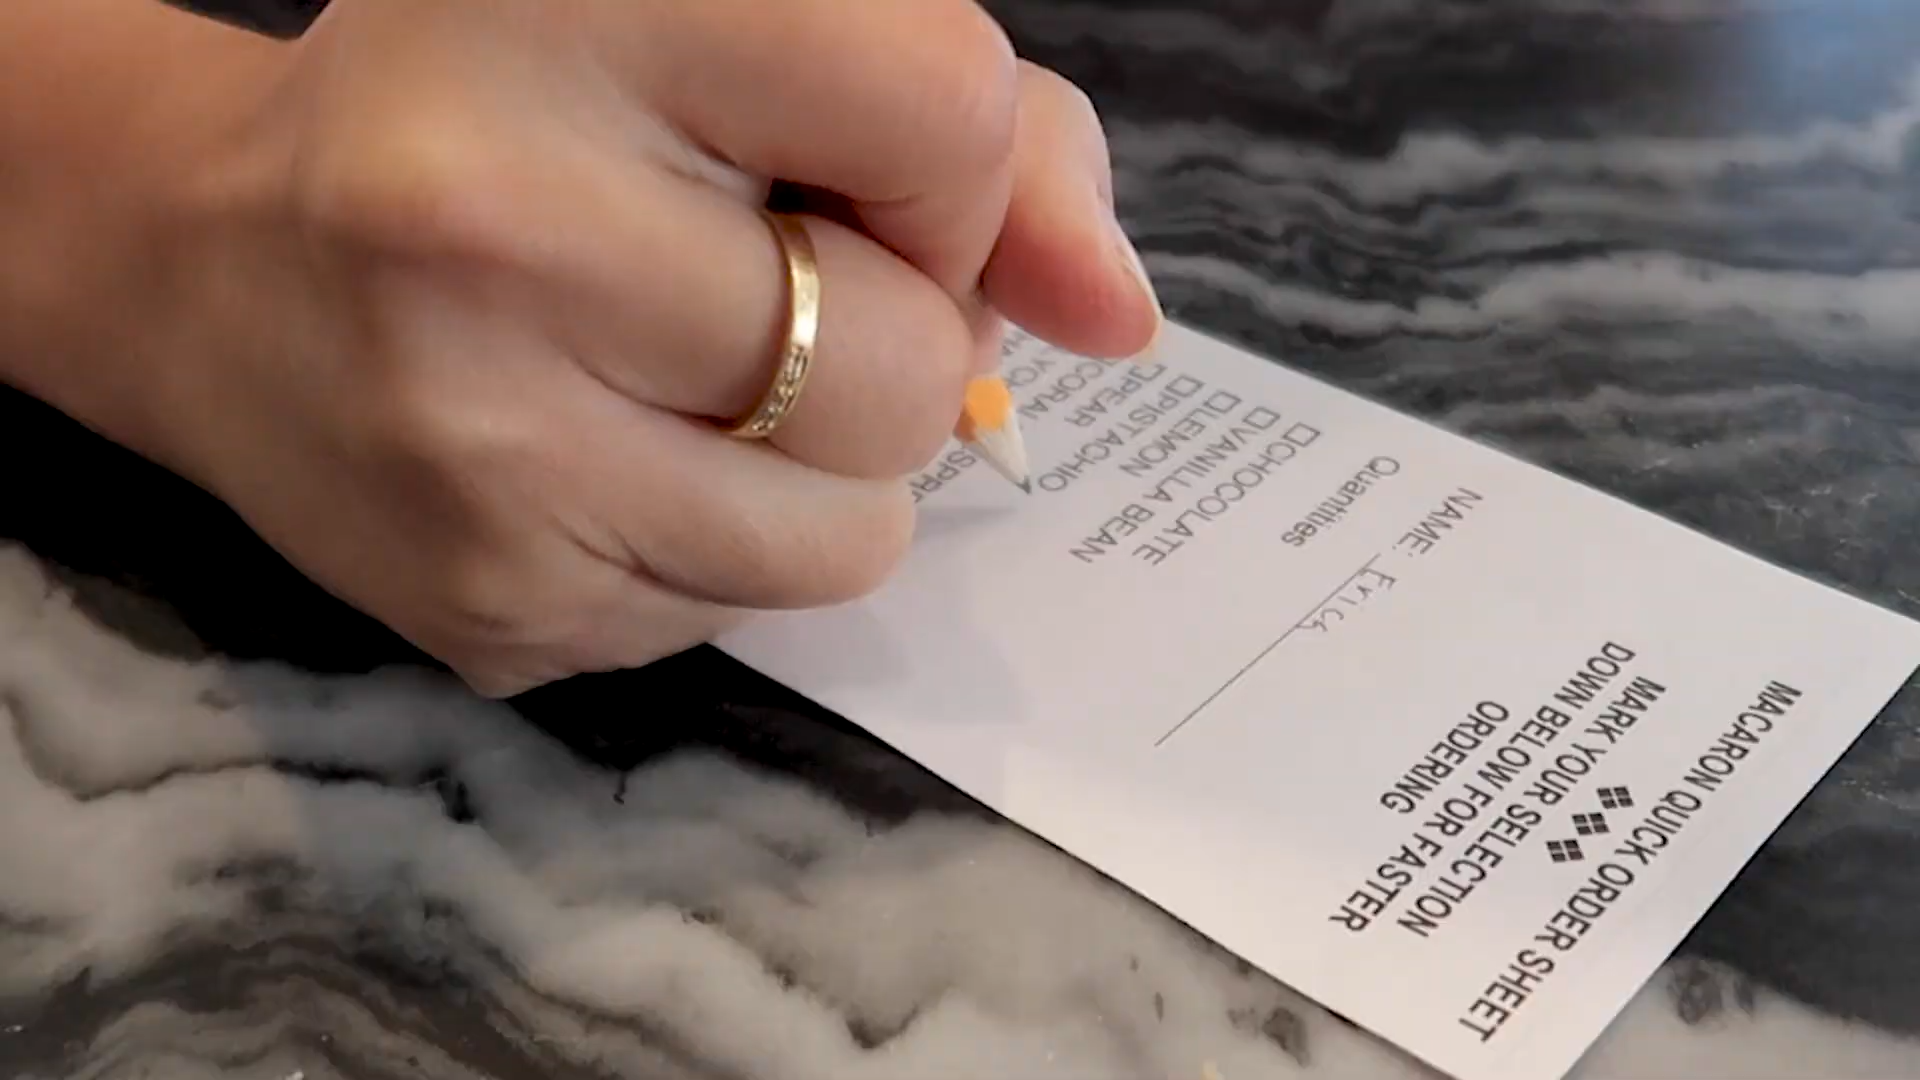 MACARON QUICK ORDER SHEET
MARK YOUR SELECTION
DOWN BELOW FOR FASTER
ORDERING
NAME: Erica
Quantities
CHOCOLATE
VANILLA BEAN
LEMON
PISTACHIO
PEAR